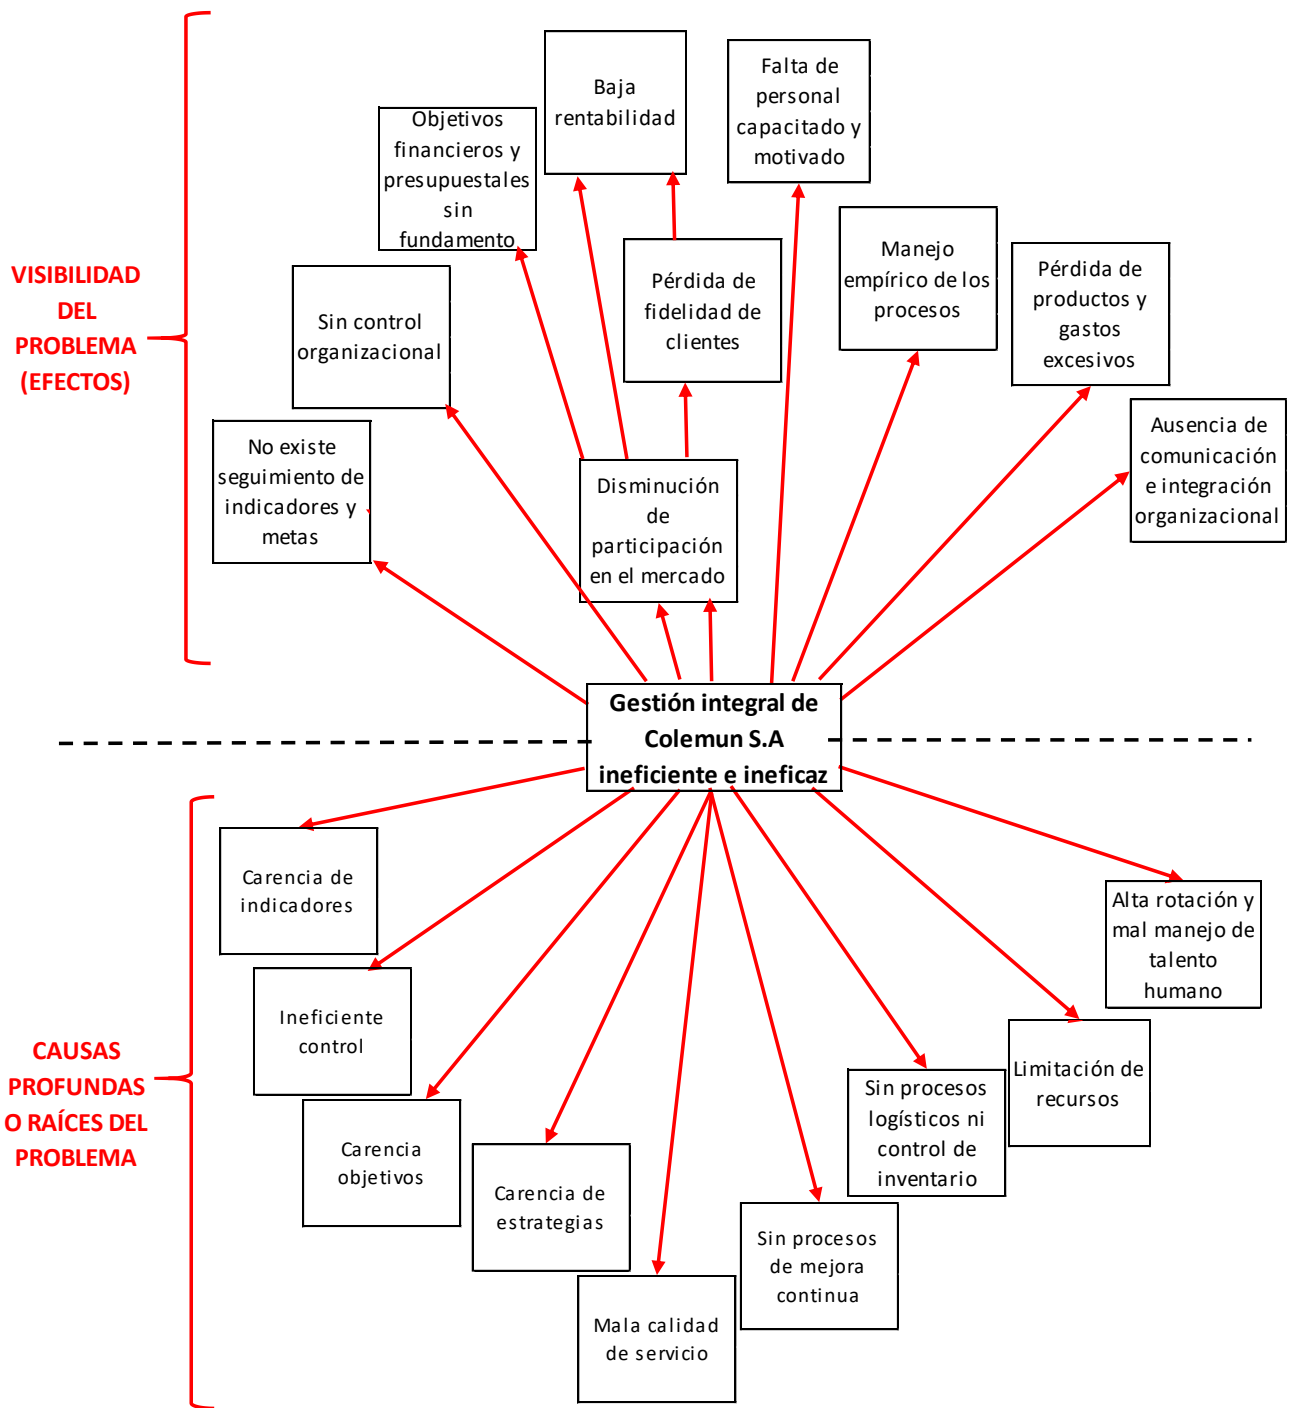 Baja
rentabilidad
Falta de
personal
capacitado y
motivado
Objetivos
financieros y
presupuestales
sin
fundamento
VISIBILIDAD
DEL
PROBLEMA
(EFECTOS)
Sin control
organizacional
Pérdida de
fidelidad de
clientes
Manejo
empírico de los
procesos
Pérdida de
productos y
gastos
excesivos
No existe
seguimiento de
indicadores y
metas
Disminución
de
participación
en el mercado
Ausencia de
comunicación
e integración
organizacional
Gestión integral de
Colemun S.A
ineficiente e ineficaz
Carencia de
indicadores
Alta rotación y
mal manejo de
talento
humano
Ineficiente
control
Limitación de
recursos
CAUSAS
PROFUNDAS
O RAÍCES DEL
PROBLEMA
Carencia
objetivos
Sin procesos
logísticos ni
control de
inventario
Carencia de
estrategias
Sin procesos
de mejora
continua
Mala calidad
de servicio